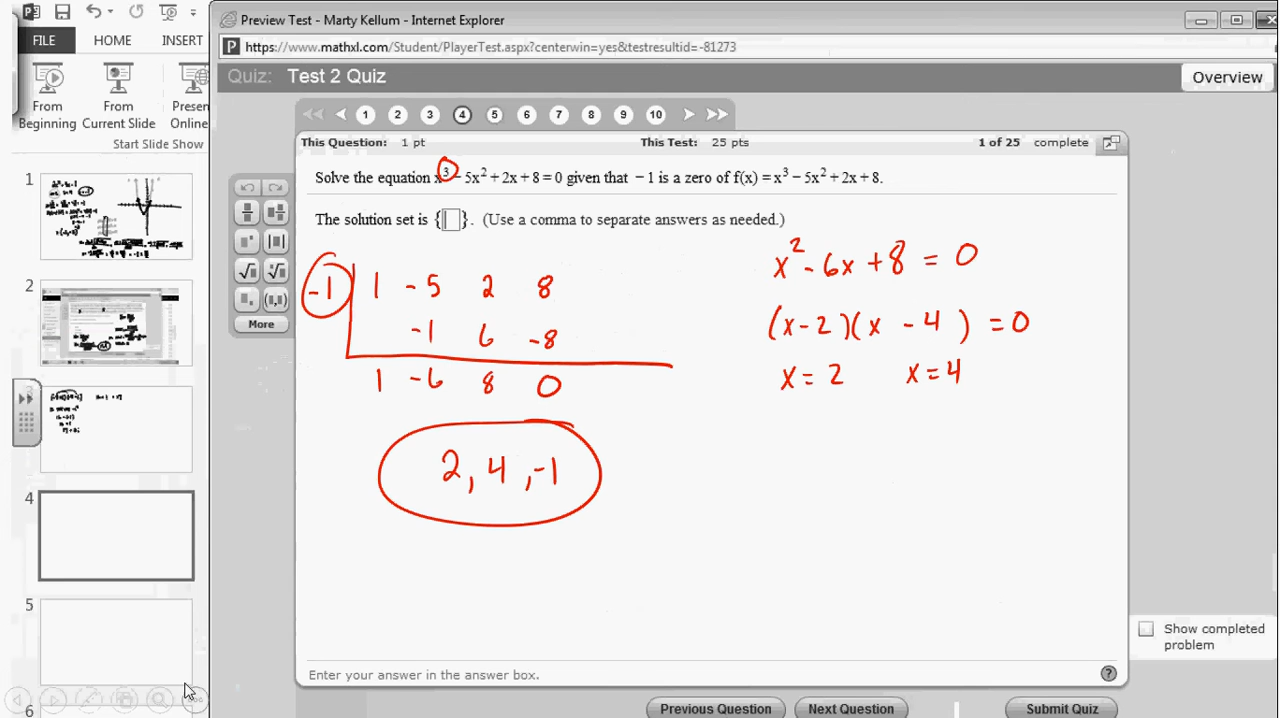 Preview Test - Marty Kellum - Internet Explorer
FILE HOME INSERT
https://www.mathxl.com/Student/PlayerTest.aspx?centerwin=yes&testresultid=-81273
Quiz: Test 2 Quiz
Overview
From Beginning
From Current Slide
Present Online
Start Slide Show
1 2 3 4 5 6 7 8 9 10
This Question: 1 pt
This Test: 25 pts
1 of 25 complete
Solve the equation x³ − 5x² + 2x + 8 = 0 given that − 1 is a zero of f(x) = x³ − 5x² + 2x + 8.
The solution set is { }. (Use a comma to separate answers as needed.)
More
-1 1 -5 2 8
-1 6 -8
1 -6 8 0
2, 4, -1
x² - 6x + 8 = 0
(x - 2)(x - 4) = 0
x = 2 x = 4
1
2
4
5
6
Show completed problem
Enter your answer in the answer box.
?
Previous Question
Next Question
Submit Quiz